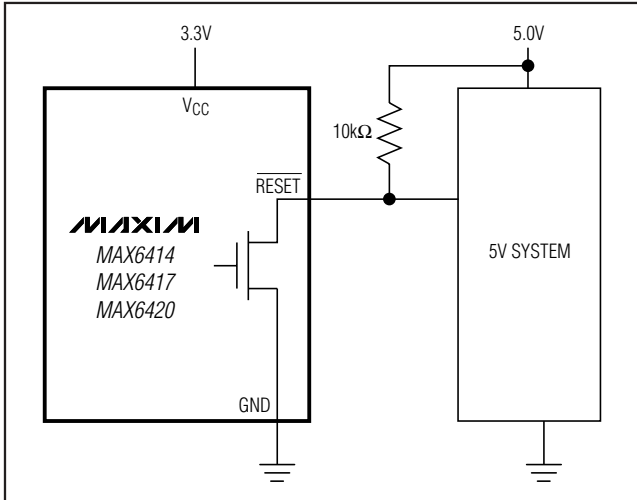 3.3V
5.0V
VCC
10kΩ
RESET
MAXIM
MAX6414
MAX6417
MAX6420
5V SYSTEM
GND